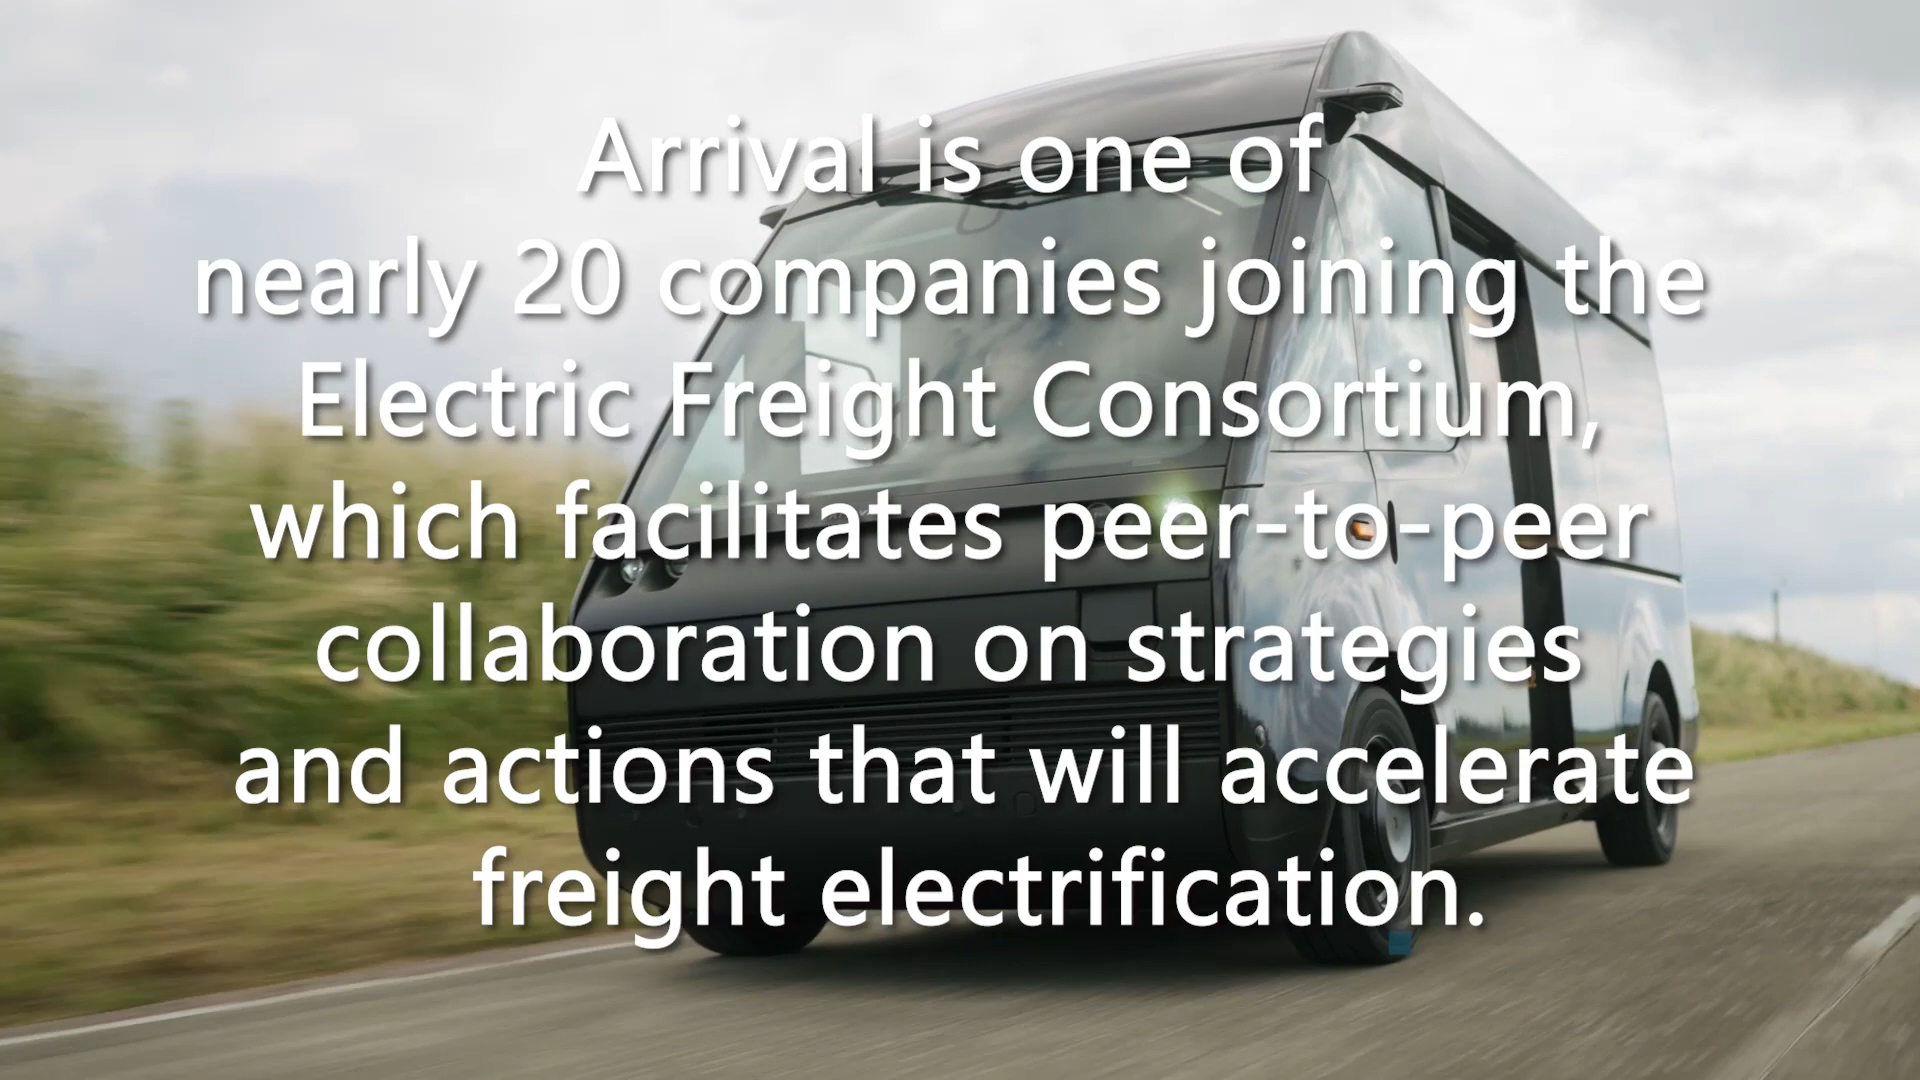 Arrival is one of
nearly 20 companies joining the
Electric Freight Consortium,
which facilitates peer-to-peer
collaboration on strategies
and actions that will accelerate
freight electrification.